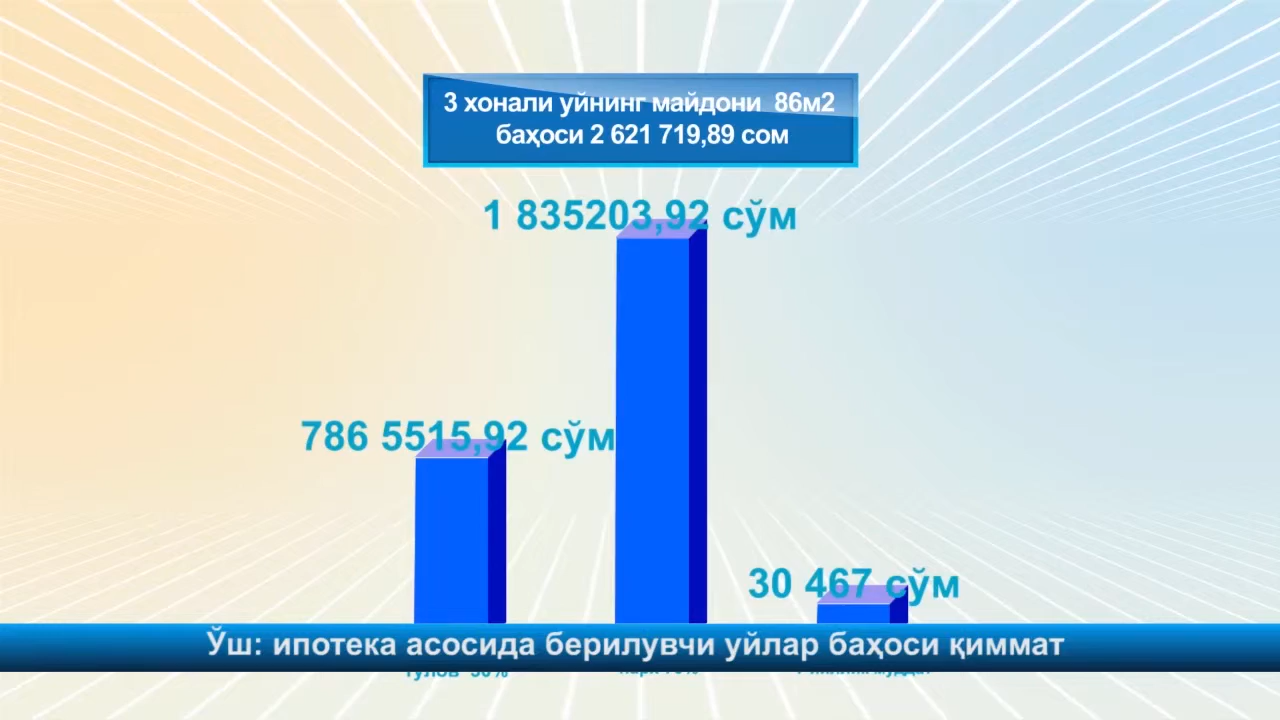 3 хонали уйнинг майдони 86м2
баҳоси 2 621 719,89 сом
1 835203,92 сўм
786 5515,92 сўм
30 467 сўм
Ўш: ипотека асосида берилувчи уйлар баҳоси қиммат